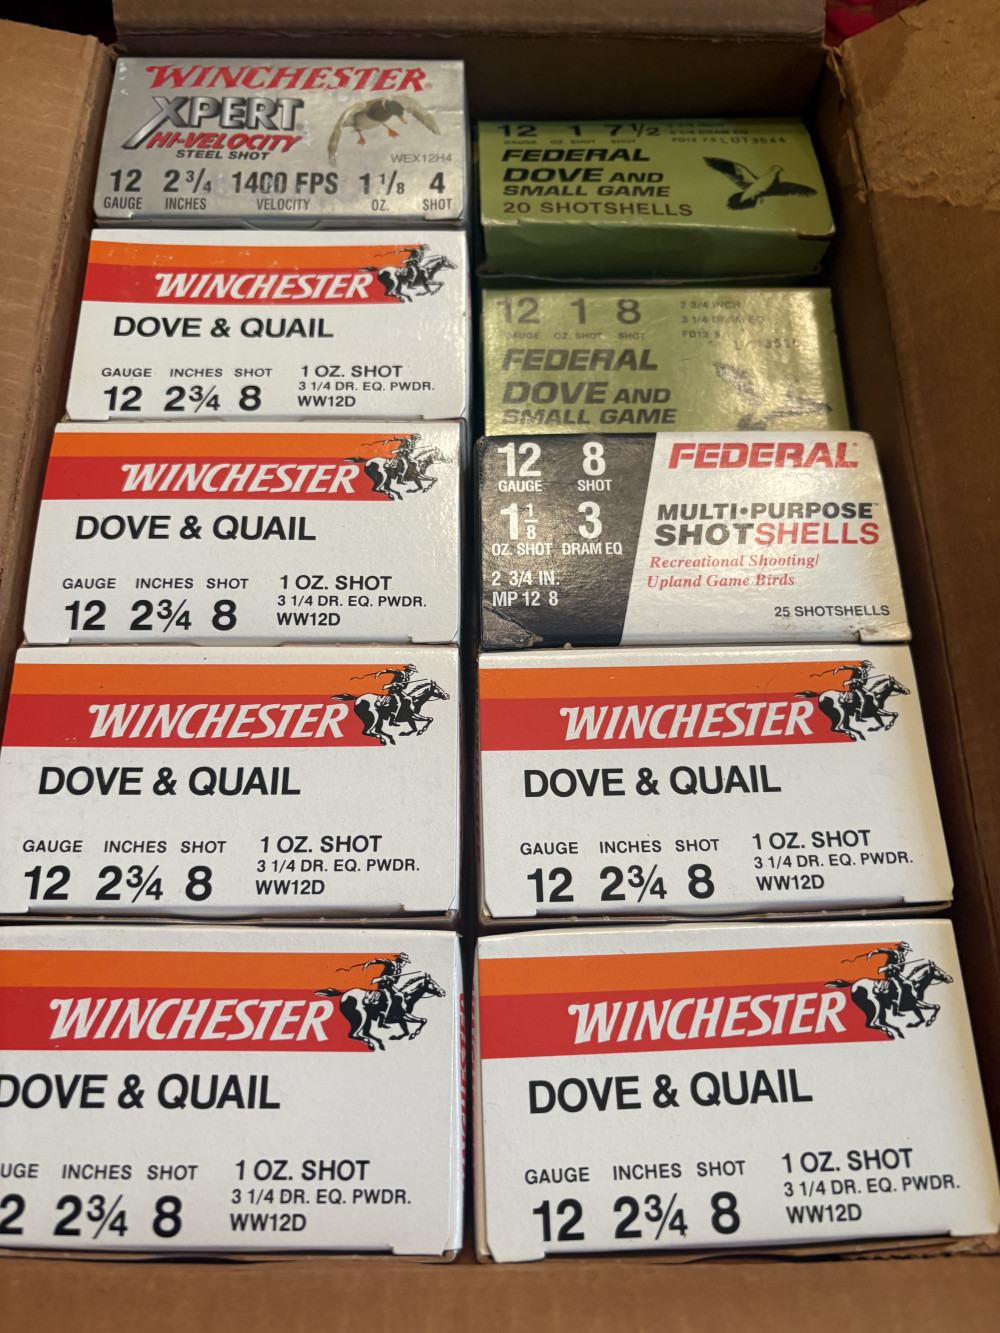 WINCHESTER
XPERT
HI-VELOCITY
STEEL SHOT
WEX12H4
12 2 3/4 1400 FPS 1 1/8 4
GAUGE INCHES VELOCITY OZ. SHOT
WINCHESTER
DOVE & QUAIL
GAUGE INCHES SHOT 1 OZ. SHOT
12 2 3/4 8 3 1/4 DR. EQ. PWDR.
WW12D
WINCHESTER
DOVE & QUAIL
GAUGE INCHES SHOT 1 OZ. SHOT
12 2 3/4 8 3 1/4 DR. EQ. PWDR.
WW12D
WINCHESTER
DOVE & QUAIL
GAUGE INCHES SHOT 1 OZ. SHOT
12 2 3/4 8 3 1/4 DR. EQ. PWDR.
WW12D
WINCHESTER
DOVE & QUAIL
UGE INCHES SHOT 1 OZ. SHOT
2 2 3/4 8 3 1/4 DR. EQ. PWDR.
WW12D
12 1 7 1/2
GAUGE OZ. SHOT SHOT
FEDERAL
DOVE AND
SMALL GAME
20 SHOTSHELLS
12 1 8 2 3/4 INCH
GAUGE OZ. SHOT SHOT FD12 8
FEDERAL
DOVE AND
SMALL GAME
12 8
GAUGE SHOT
1 1/8 3
OZ. SHOT DRAM EQ
2 3/4 IN.
MP 12 8
FEDERAL
MULTI•PURPOSE™
SHOTSHELLS
Recreational Shooting/
Upland Game Birds
25 SHOTSHELLS
WINCHESTER
DOVE & QUAIL
GAUGE INCHES SHOT 1 OZ. SHOT
12 2 3/4 8 3 1/4 DR. EQ. PWDR.
WW12D
WINCHESTER
DOVE & QUAIL
GAUGE INCHES SHOT 1 OZ. SHOT
12 2 3/4 8 3 1/4 DR. EQ. PWDR.
WW12D